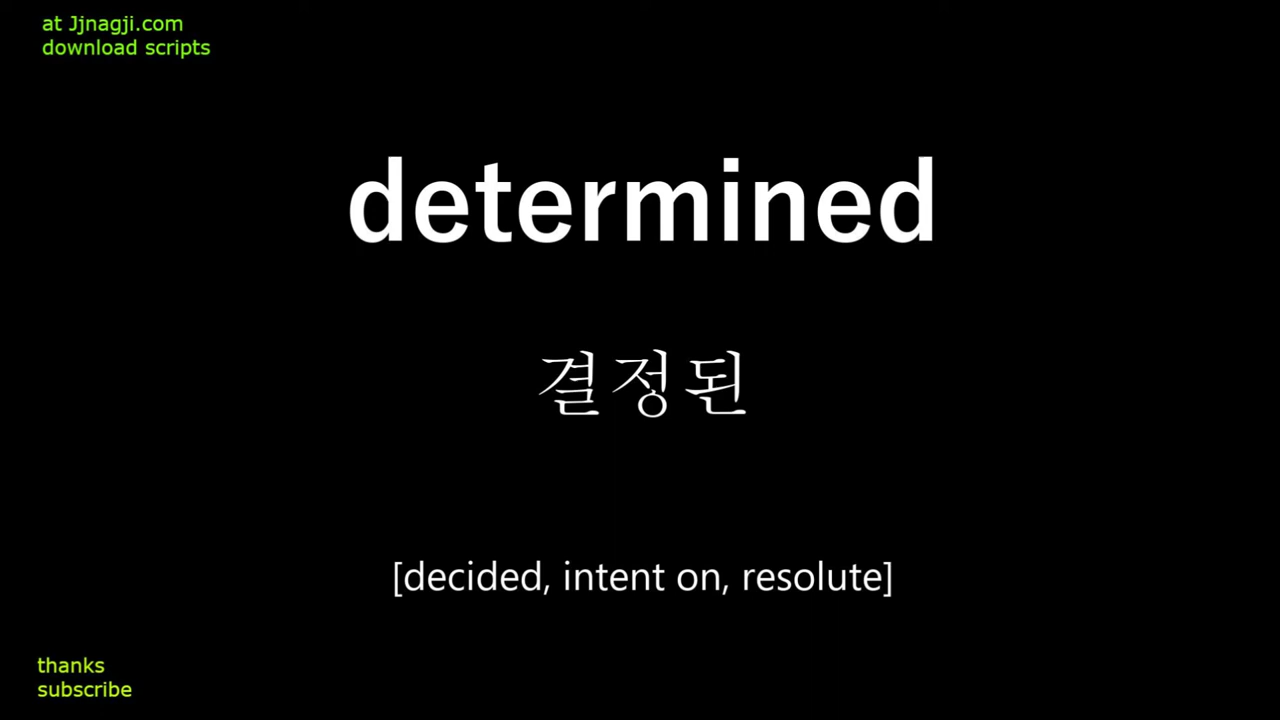 at Jjnagji.com
download scripts
determined
결정된
[decided, intent on, resolute]
thanks
subscribe